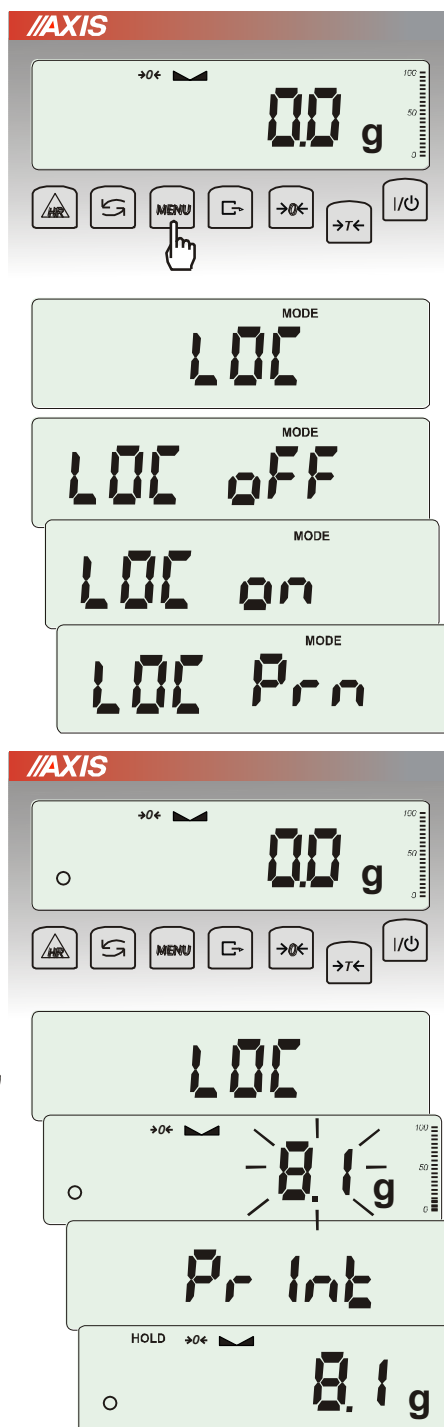 //AXIS
→0← 100
0.0 g 50
0
HR MENU →0← →T← I/⏻
MODE
LOC
MODE
LOC oFF
MODE
LOC on
MODE
LOC Prn
//AXIS
→0← 100
0.0 g 50
0
HR MENU →0← →T← I/⏻
LOC
→0← 100
8.1 g 50
0
Pr Int
HOLD →0←
8.1 g